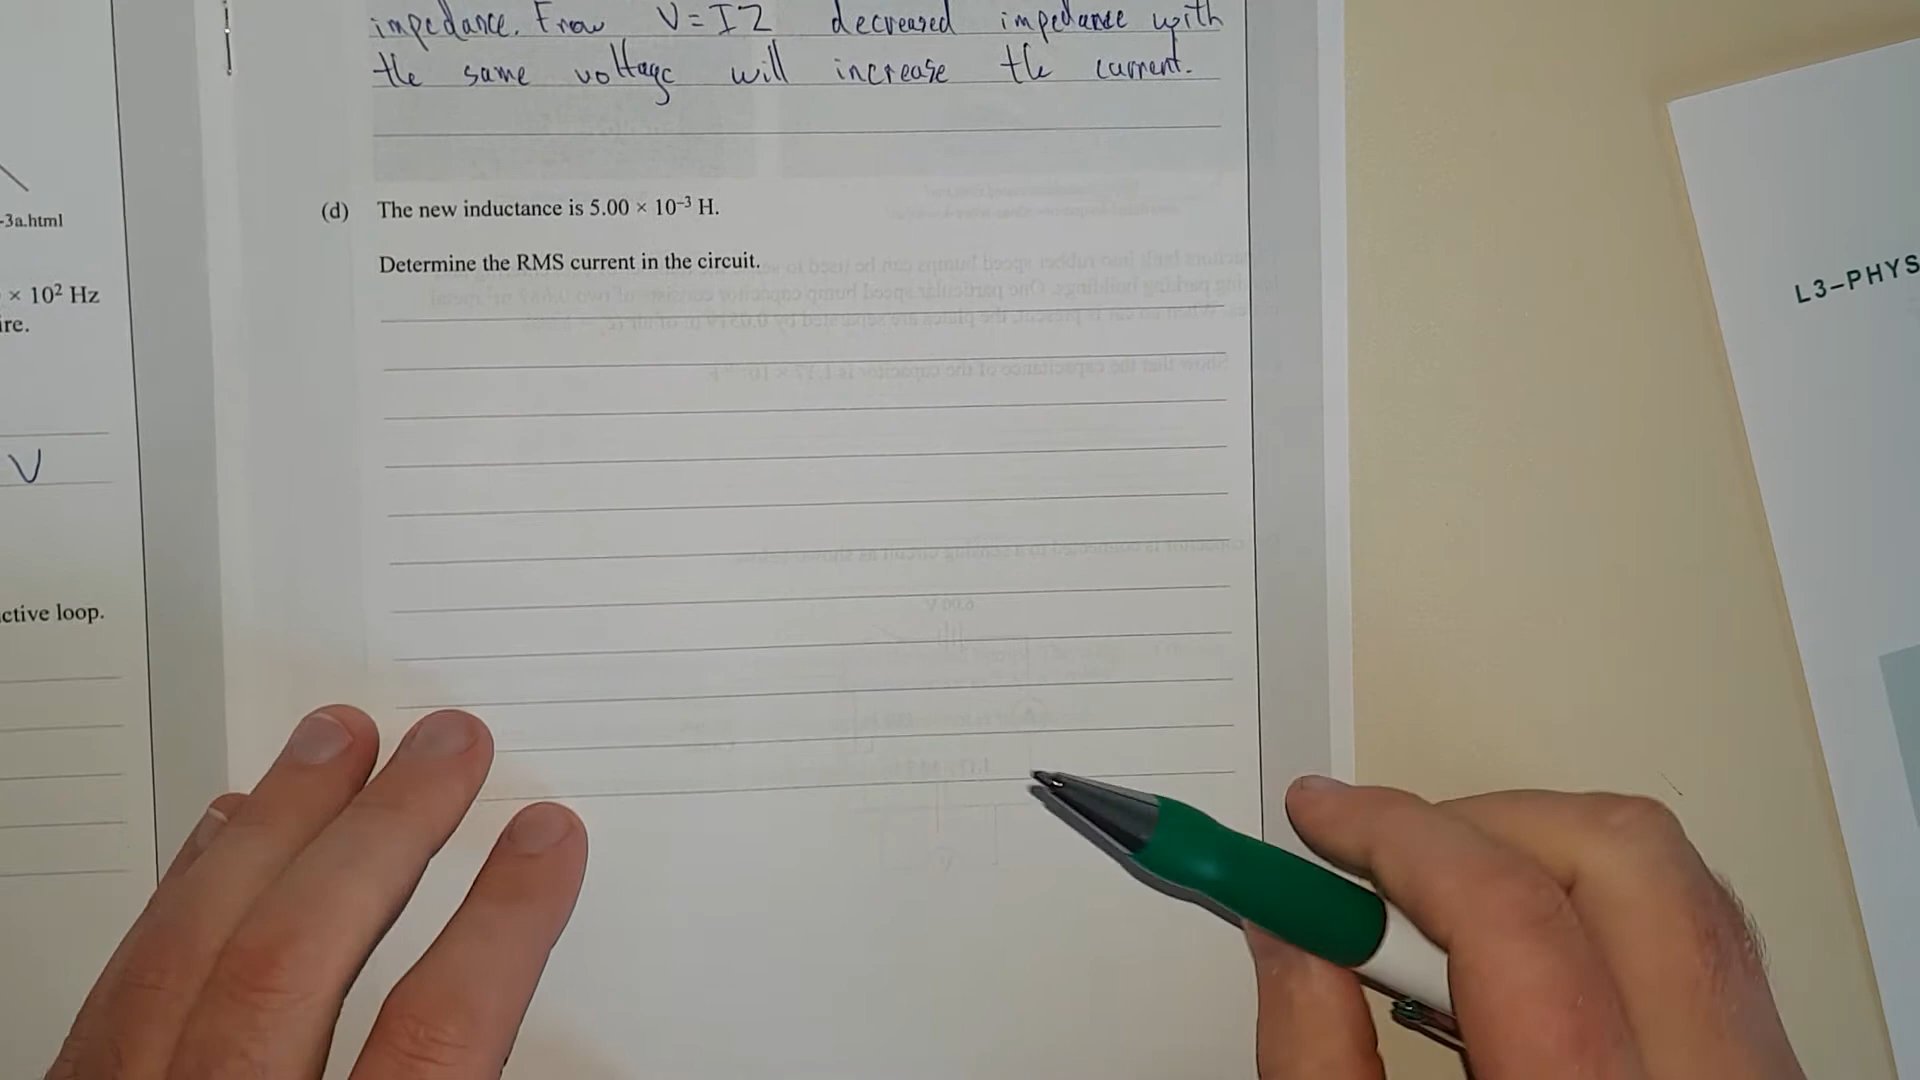 impedance. From V=IZ decreased impedance with
the same voltage will increase the current.
(d) The new inductance is 5.00 × 10⁻³ H.
Determine the RMS current in the circuit.
-3a.html
× 10² Hz
ire.
V
ctive loop.
L3–PHYS